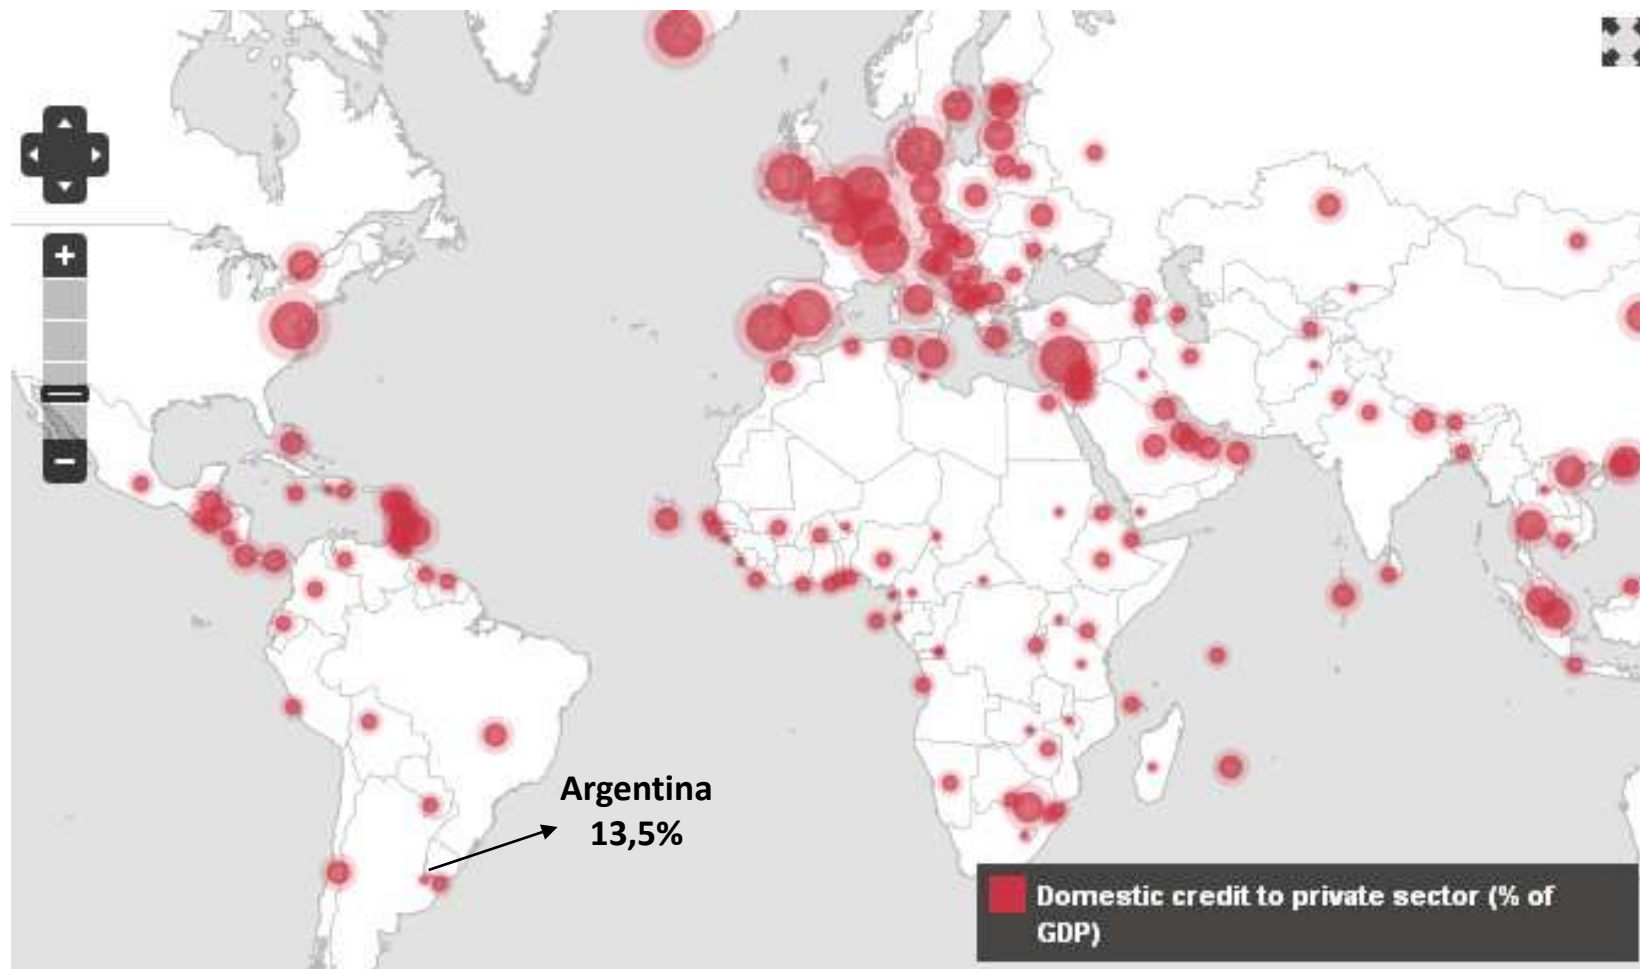 +
−
Argentina
13,5%
Domestic credit to private sector (% of
GDP)